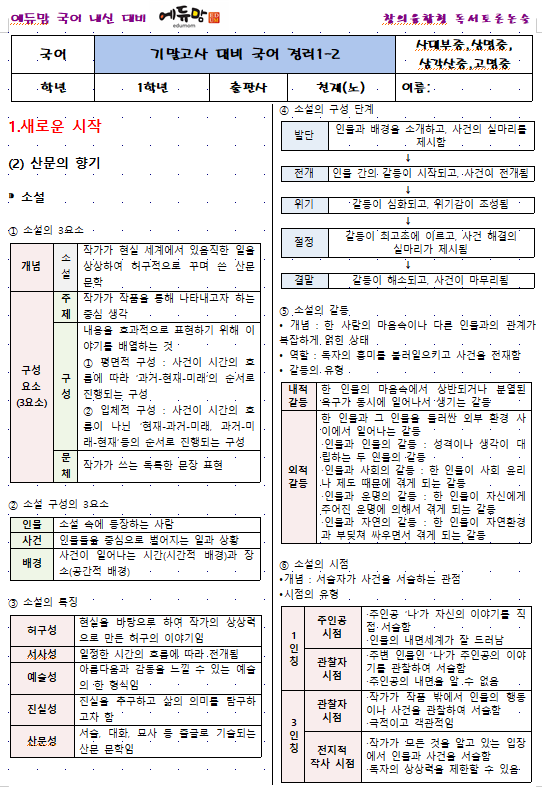 에듀맘 국어 내신 대비
에듀맘
edumom
창의융합형 독서토론논술
국어
기말고사 대비 국어 정리1-2
사대부중,상명중,
삼각산중,고명중
학년
1학년
출판사
천재(노)
이름:
1.새로운 시작
(2) 산문의 향기
소설
① 소설의 3요소
개념
소
설
작가가 현실 세계에서 있음직한 일을
상상하여 허구적으로 꾸며 쓴 산문
문학
구성
요소
(3요소)
주
제
작가가 작품을 통해 나타내고자 하는
중심 생각
구
성
내용을 효과적으로 표현하기 위해 이
야기를 배열하는 것
① 평면적 구성 : 사건이 시간의 흐
름에 따라 '과거-현재-미래'의 순서로
진행되는 구성
② 입체적 구성 : 사건이 시간의 흐
름이 아닌 '현재-과거-미래, 과거-미
래-현재'등의 순서로 진행되는 구성
문
체
작가가 쓰는 독특한 문장 표현
② 소설 구성의 3요소
인물
소설 속에 등장하는 사람
사건
인물들을 중심으로 벌어지는 일과 상황
배경
사건이 일어나는 시간(시간적 배경)과 장
소(공간적 배경)
③ 소설의 특징
허구성
현실을 바탕으로 하여 작가의 상상력
으로 만든 허구의 이야기임
서사성
일정한 시간의 흐름에 따라 전개됨
예술성
아름다움과 감동을 느낄 수 있는 예술
의 한 형식임
진실성
진실을 추구하고 삶의 의미를 탐구하
고자 함
산문성
서술, 대화, 묘사 등 줄글로 기술되는
산문 문학임
④ 소설의 구성 단계
발단
인물과 배경을 소개하고, 사건의 실마리를
제시함
↓
전개
인물 간의 갈등이 시작되고, 사건이 전개됨
↓
위기
갈등이 심화되고, 위기감이 조성됨
↓
절정
갈등이 최고조에 이르고, 사건 해결의
실마리가 제시됨
↓
결말
갈등이 해소되고, 사건이 마무리됨
⑤ 소설의 갈등
• 개념 : 한 사람의 마음속이나 다른 인물과의 관계가
복잡하게 얽힌 상태
• 역할 : 독자의 흥미를 불러일으키고 사건을 전재함
• 갈등의 유형
내적
갈등
한 인물의 마음속에서 상반되거나 분열된
욕구가 동시에 일어나서 생기는 갈등
외적
갈등
한 인물과 그 인물을 둘러싼 외부 환경 사
이에서 일어나는 갈등
·인물과 인물의 갈등 : 성격이나 생각이 대
립하는 두 인물의 갈등
·인물과 사회의 갈등 : 한 인물이 사회 윤리
나 제도 때문에 겪게 되는 갈등
·인물과 운명의 갈등 : 한 인물이 자신에게
주어진 운명에 의해서 겪게 되는 갈등
·인물과 자연의 갈등 : 한 인물이 자연환경
과 부딪쳐 싸우면서 겪게 되는 갈등
⑥ 소설의 시점
•개념 : 서술자가 사건을 서술하는 관점
•시점의 유형
1
인
칭
주인공
시점
·주인공 '나'가 자신의 이야기를 직
접 서술함
·인물의 내면세계가 잘 드러남
관찰자
시점
·주변 인물인 '나'가 주인공의 이야
기를 관찰하여 서술함
·주인공의 내면을 알 수 없음
3
인
칭
관찰자
시점
·작가가 작품 밖에서 인물의 행동
이나 사건을 관찰하여 서술함
·극적이고 객관적임
전지적
작사 시점
·작가가 모든 것을 알고 있는 입장
에서 인물과 사건을 서술함
·독자의 상상력을 제한할 수 있음